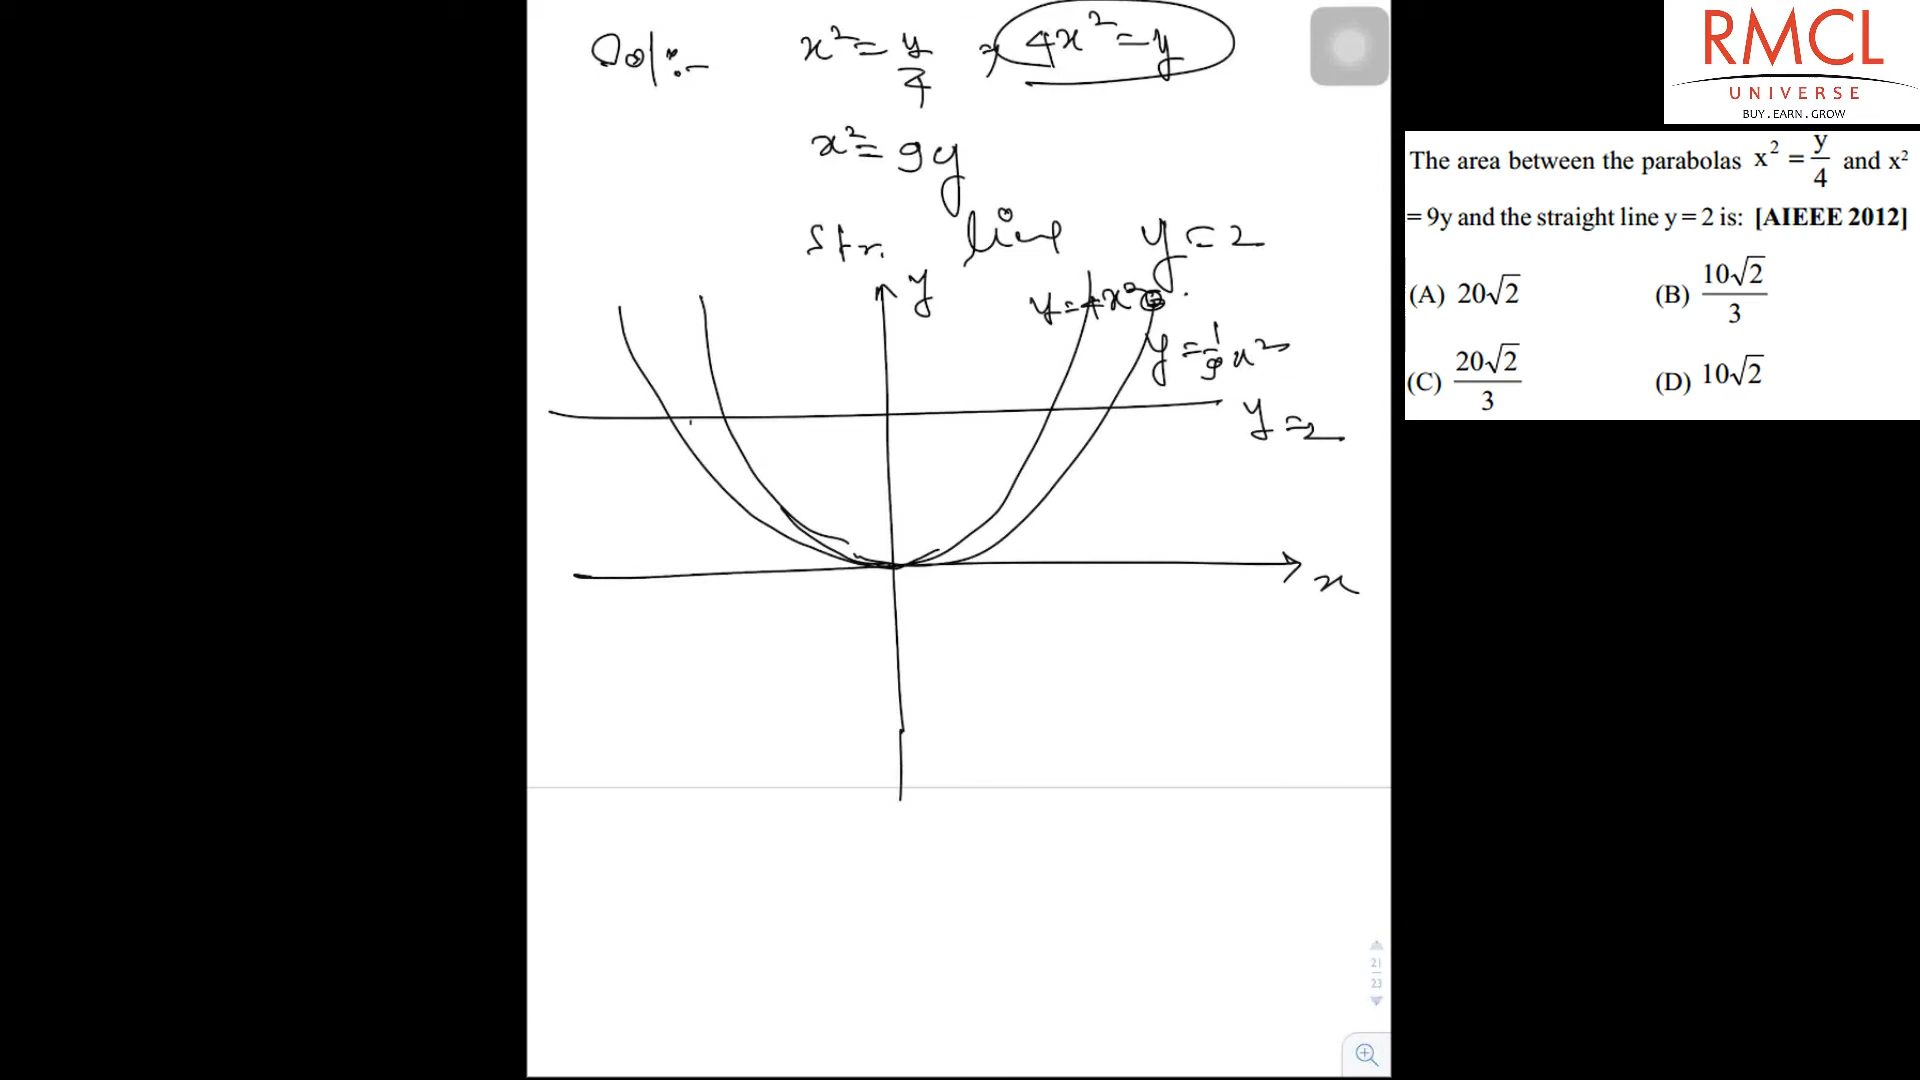 Sol:- x² = y/4 ⇒ 4x² = y
x² = 9y
Str. line y = 2
y
y = 4x²
y = 1/9 x²
y = 2
x
21
23
RMCL
UNIVERSE
BUY . EARN . GROW
The area between the parabolas x² = y/4 and x²
= 9y and the straight line y = 2 is: [AIEEE 2012]
(A) 20√2 (B) 10√2/3
(C) 20√2/3 (D) 10√2